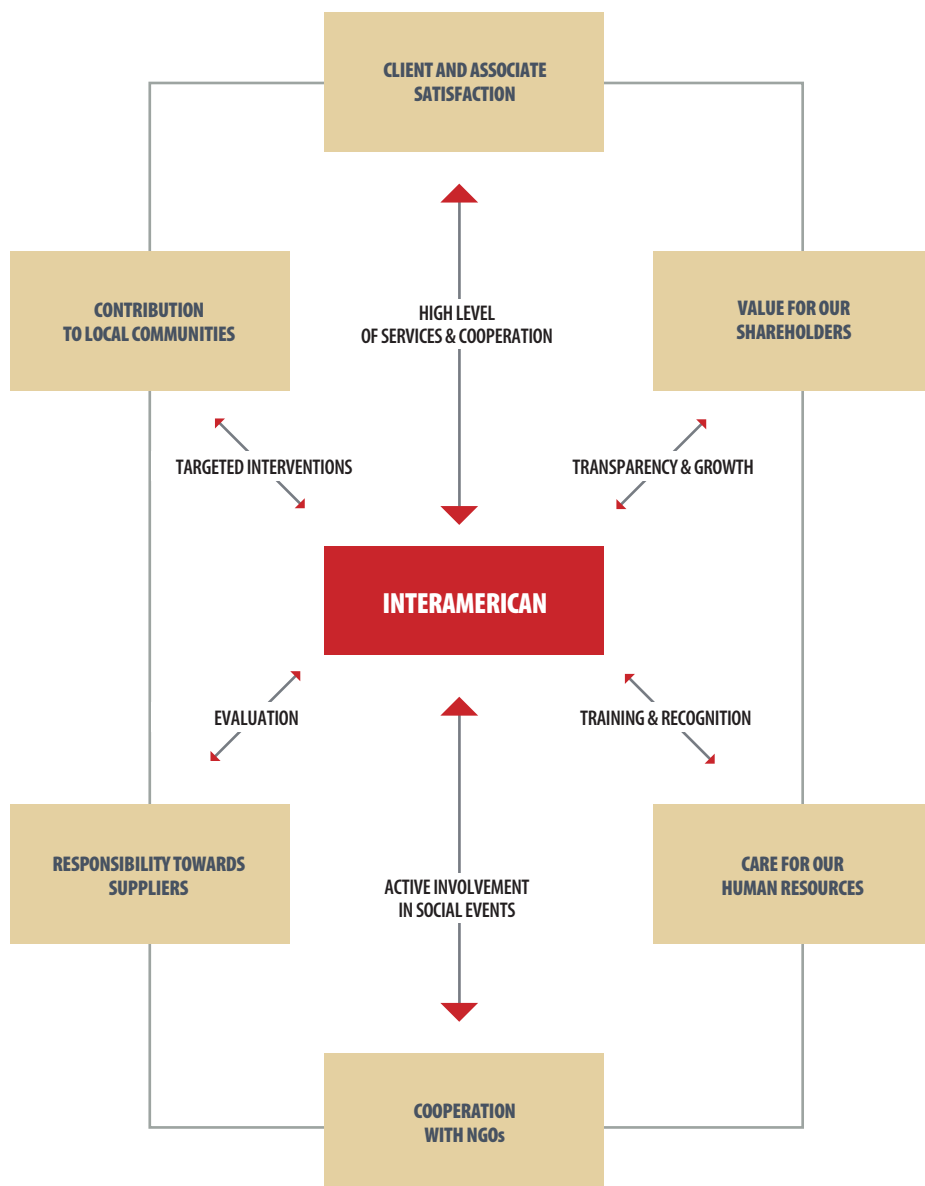 CLIENT AND ASSOCIATE
SATISFACTION
CONTRIBUTION
TO LOCAL COMMUNITIES
HIGH LEVEL
OF SERVICES & COOPERATION
VALUE FOR OUR
SHAREHOLDERS
TARGETED INTERVENTIONS
TRANSPARENCY & GROWTH
INTERAMERICAN
EVALUATION
TRAINING & RECOGNITION
RESPONSIBILITY TOWARDS
SUPPLIERS
ACTIVE INVOLVEMENT
IN SOCIAL EVENTS
CARE FOR OUR
HUMAN RESOURCES
COOPERATION
WITH NGOs